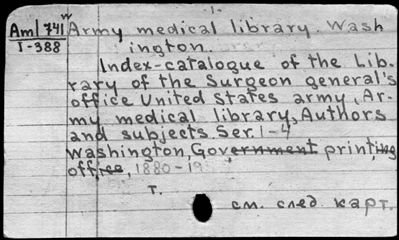 Am 741 w Army medical library. Wash
I-388 ington.
Index-catalogue of the Lib-
rary of the Surgeon general's
office United States army, Ar-
my medical library, Authors
and subjects. Ser. 1-4
Washington, Government printing
office, 1880-19
т.
см. след. карт.